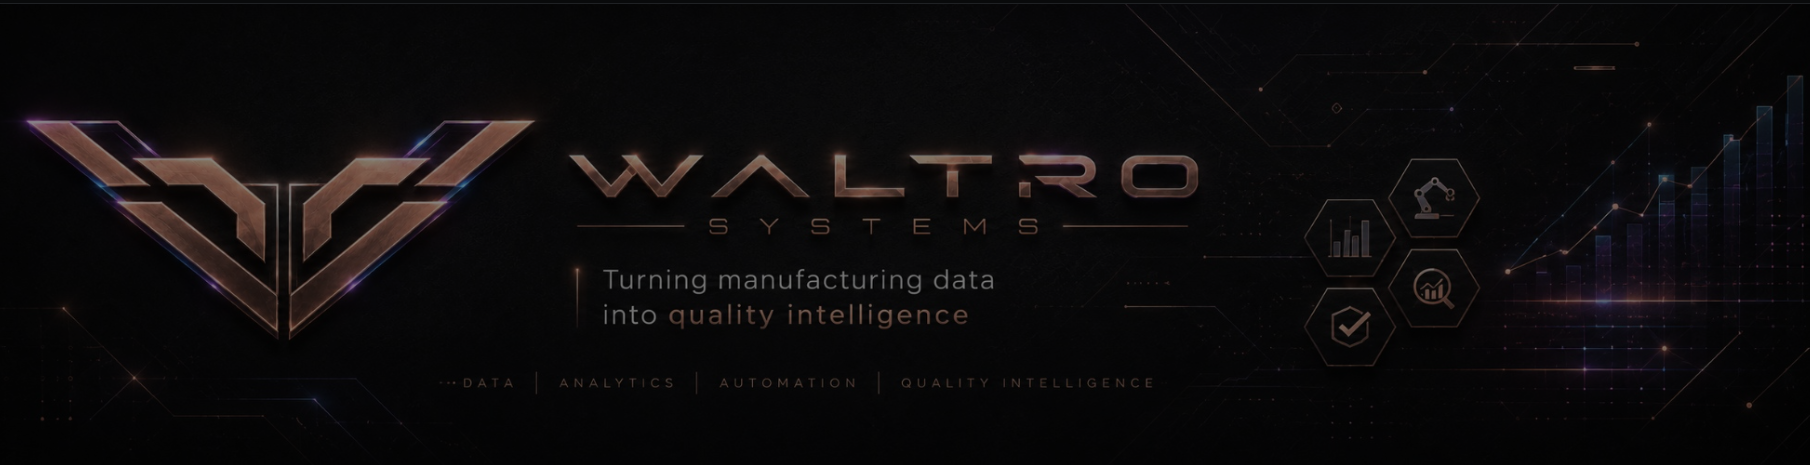 WALTRO
SYSTEMS
Turning manufacturing data
into quality intelligence
DATA | ANALYTICS | AUTOMATION | QUALITY INTELLIGENCE